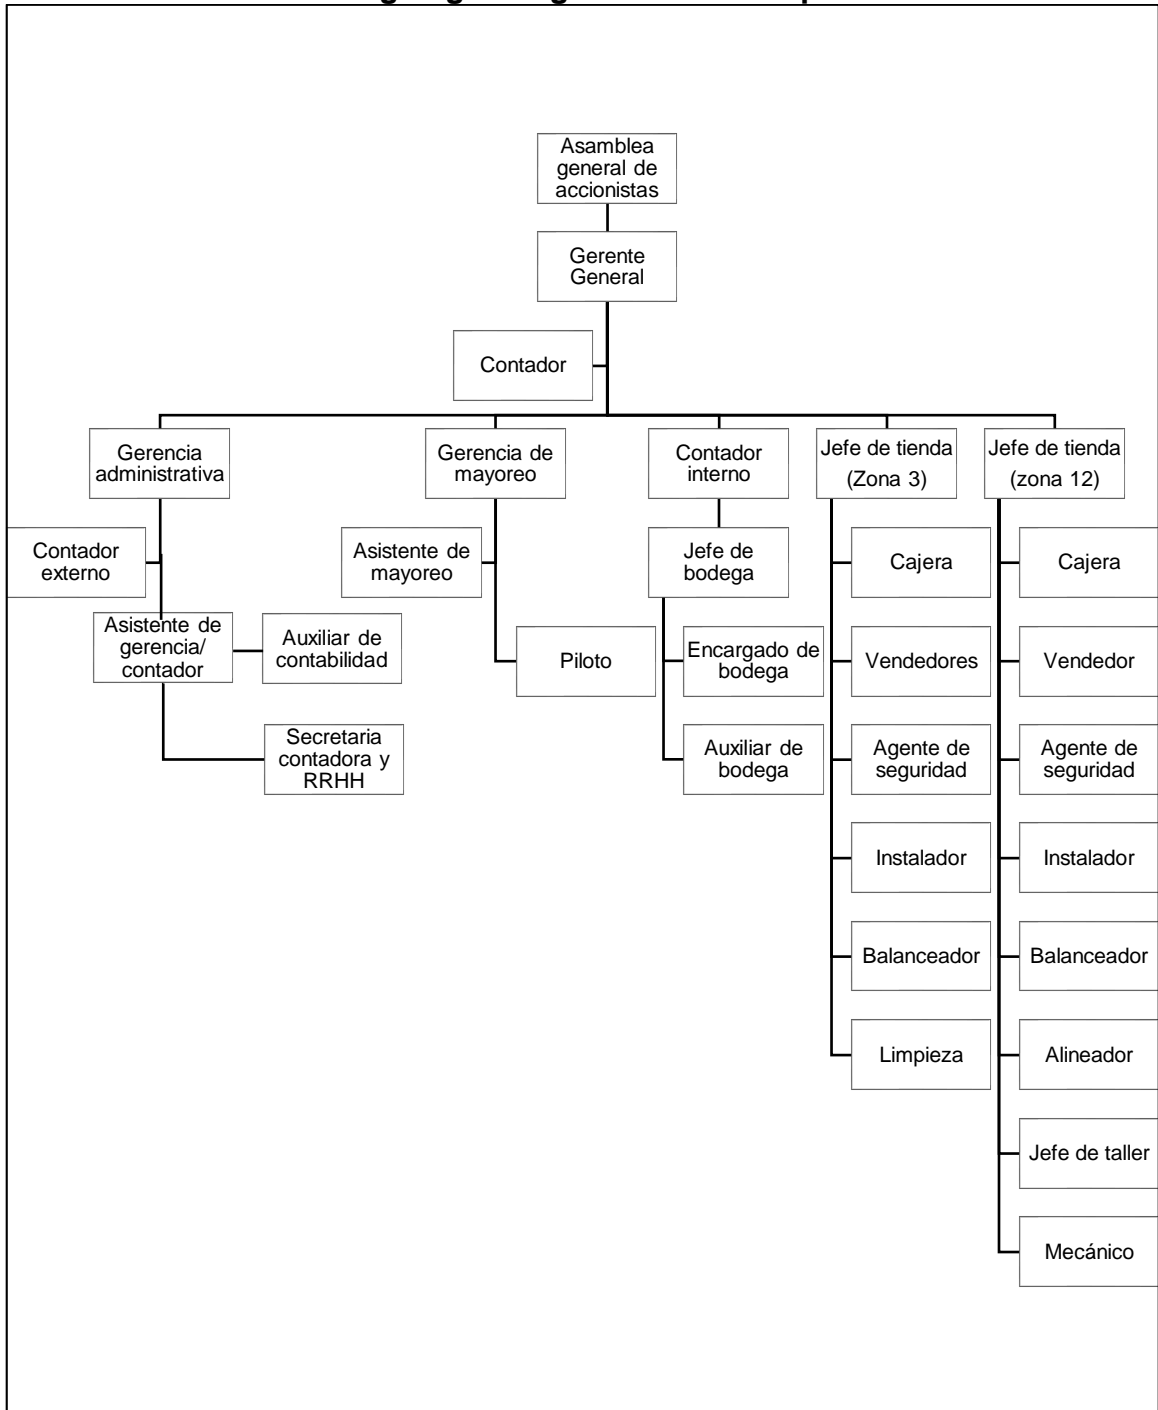 Asamblea
general de
accionistas
Gerente
General
Contador
Gerencia
administrativa
Gerencia de
mayoreo
Contador
interno
Jefe de tienda
(Zona 3)
Jefe de tienda
(zona 12)
Contador
externo
Asistente de
mayoreo
Jefe de
bodega
Cajera
Cajera
Asistente de
gerencia/
contador
Auxiliar de
contabilidad
Piloto
Encargado de
bodega
Vendedores
Vendedor
Secretaria
contadora y
RRHH
Auxiliar de
bodega
Agente de
seguridad
Agente de
seguridad
Instalador
Instalador
Balanceador
Balanceador
Limpieza
Alineador
Jefe de taller
Mecánico